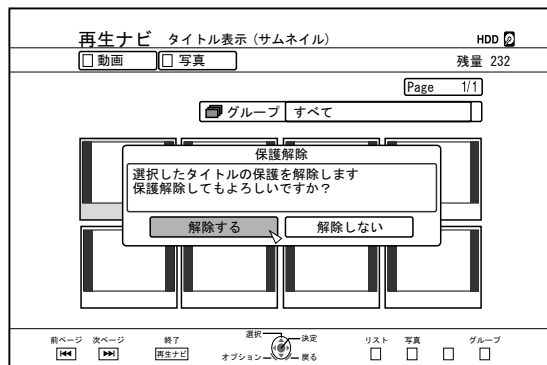 再生ナビ タイトル表示(サムネイル) HDD
動画 写真 残量 232
Page 1/1
グループ すべて
保護解除
選択したタイトルの保護を解除します
保護解除してもよろしいですか？
解除する 解除しない
前ページ 次ページ 終了 選択 決定 リスト 写真 グループ
再生ナビ オプション 戻る